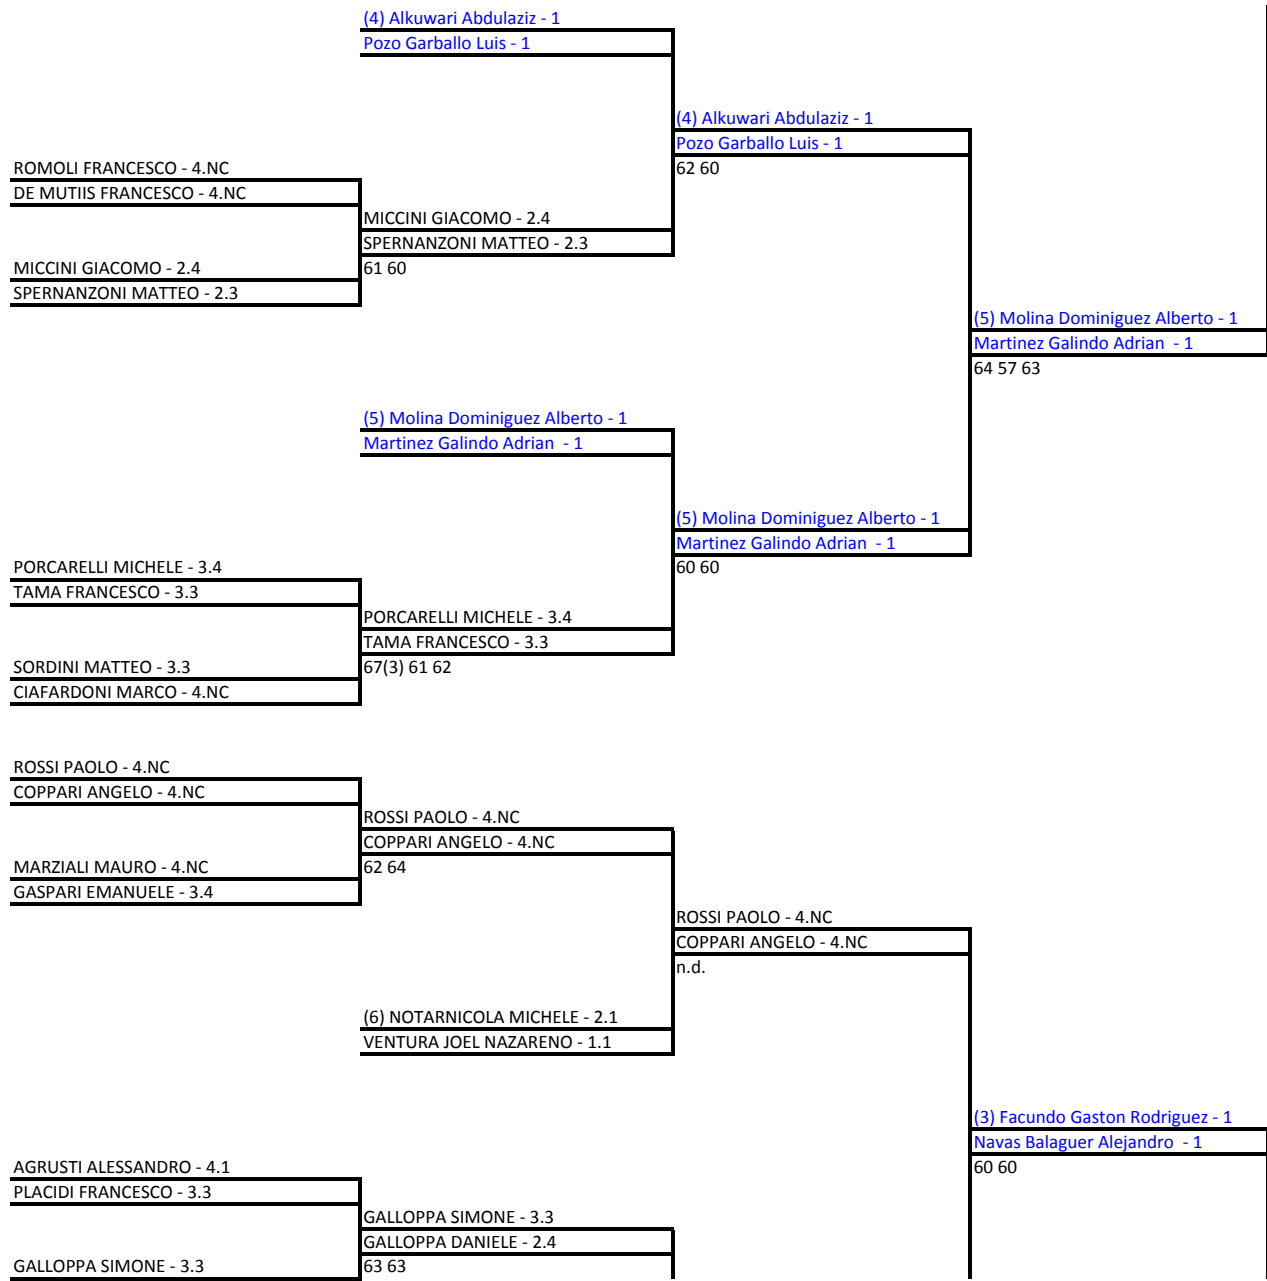 (4) Alkuwari Abdulaziz - 1
Pozo Garballo Luis - 1
(4) Alkuwari Abdulaziz - 1
Pozo Garballo Luis - 1
ROMOLI FRANCESCO - 4.NC
62 60
DE MUTIIS FRANCESCO - 4.NC
MICCINI GIACOMO - 2.4
SPERNANZONI MATTEO - 2.3
MICCINI GIACOMO - 2.4
61 60
SPERNANZONI MATTEO - 2.3
(5) Molina Dominiguez Alberto - 1
Martinez Galindo Adrian  - 1
64 57 63
(5) Molina Dominiguez Alberto - 1
Martinez Galindo Adrian  - 1
(5) Molina Dominiguez Alberto - 1
Martinez Galindo Adrian  - 1
PORCARELLI MICHELE - 3.4
60 60
TAMA FRANCESCO - 3.3
PORCARELLI MICHELE - 3.4
TAMA FRANCESCO - 3.3
SORDINI MATTEO - 3.3
67(3) 61 62
CIAFARDONI MARCO - 4.NC
ROSSI PAOLO - 4.NC
COPPARI ANGELO - 4.NC
ROSSI PAOLO - 4.NC
COPPARI ANGELO - 4.NC
MARZIALI MAURO - 4.NC
62 64
GASPARI EMANUELE - 3.4
ROSSI PAOLO - 4.NC
COPPARI ANGELO - 4.NC
n.d.
(6) NOTARNICOLA MICHELE - 2.1
VENTURA JOEL NAZARENO - 1.1
(3) Facundo Gaston Rodriguez - 1
Navas Balaguer Alejandro  - 1
AGRUSTI ALESSANDRO - 4.1
60 60
PLACIDI FRANCESCO - 3.3
GALLOPPA SIMONE - 3.3
GALLOPPA DANIELE - 2.4
GALLOPPA SIMONE - 3.3
63 63